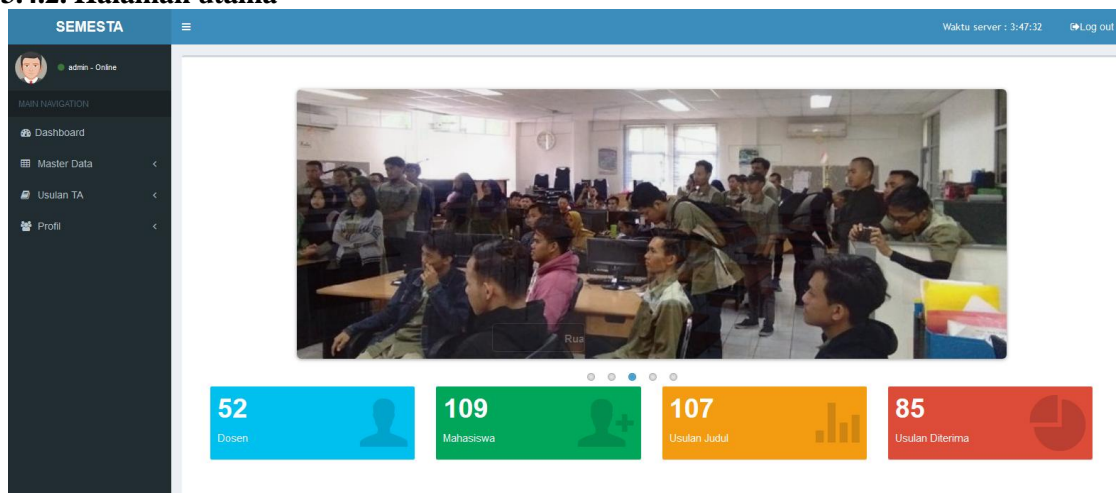 SEMESTA
Waktu server : 3:47:32
Log out
admin - Online
MAIN NAVIGATION
Dashboard
Master Data
Usulan TA
Profil
Rua
52
Dosen
109
Mahasiswa
107
Usulan Judul
85
Usulan Diterima